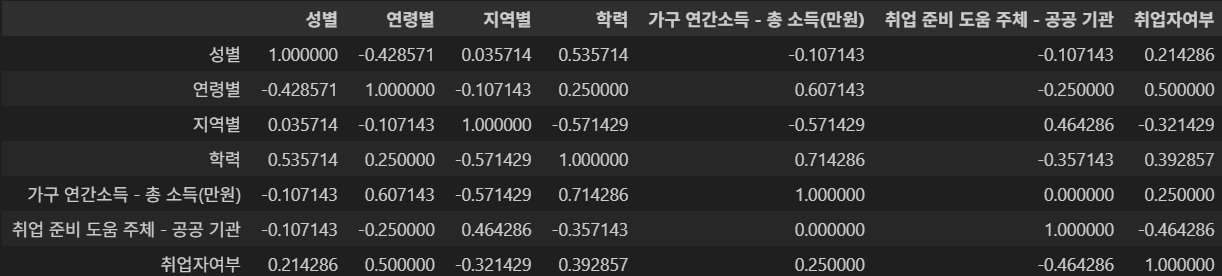 성별 연령별 지역별 학력 가구 연간소득 - 총 소득(만원) 취업 준비 도움 주체 - 공공 기관 취업자여부
성별 1.000000 -0.428571 0.035714 0.535714 -0.107143 -0.107143 0.214286
연령별 -0.428571 1.000000 -0.107143 0.250000 0.607143 -0.250000 0.500000
지역별 0.035714 -0.107143 1.000000 -0.571429 -0.571429 0.464286 -0.321429
학력 0.535714 0.250000 -0.571429 1.000000 0.714286 -0.357143 0.392857
가구 연간소득 - 총 소득(만원) -0.107143 0.607143 -0.571429 0.714286 1.000000 0.000000 0.250000
취업 준비 도움 주체 - 공공 기관 -0.107143 -0.250000 0.464286 -0.357143 0.000000 1.000000 -0.464286
취업자여부 0.214286 0.500000 -0.321429 0.392857 0.250000 -0.464286 1.000000